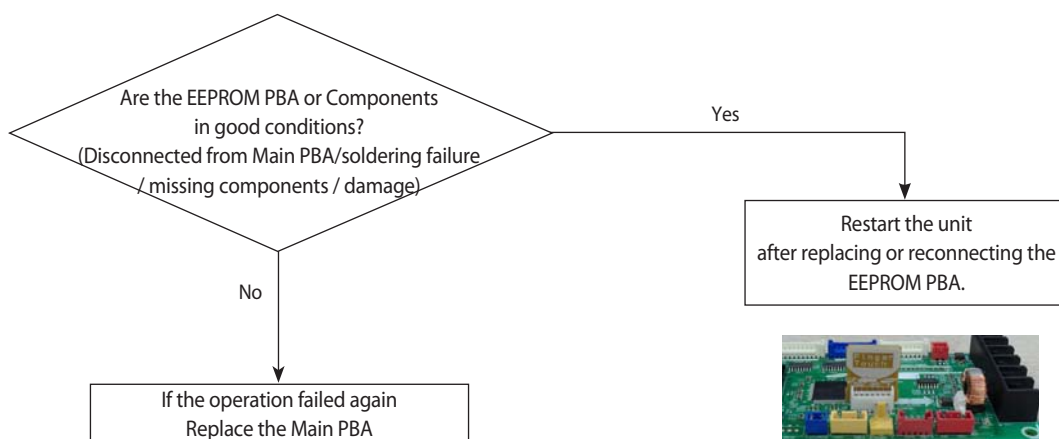 Are the EEPROM PBA or Components
in good conditions?
(Disconnected from Main PBA/soldering failure
/ missing components / damage)
Yes
Restart the unit
after replacing or reconnecting the
EEPROM PBA.
No
If the operation failed again
Replace the Main PBA